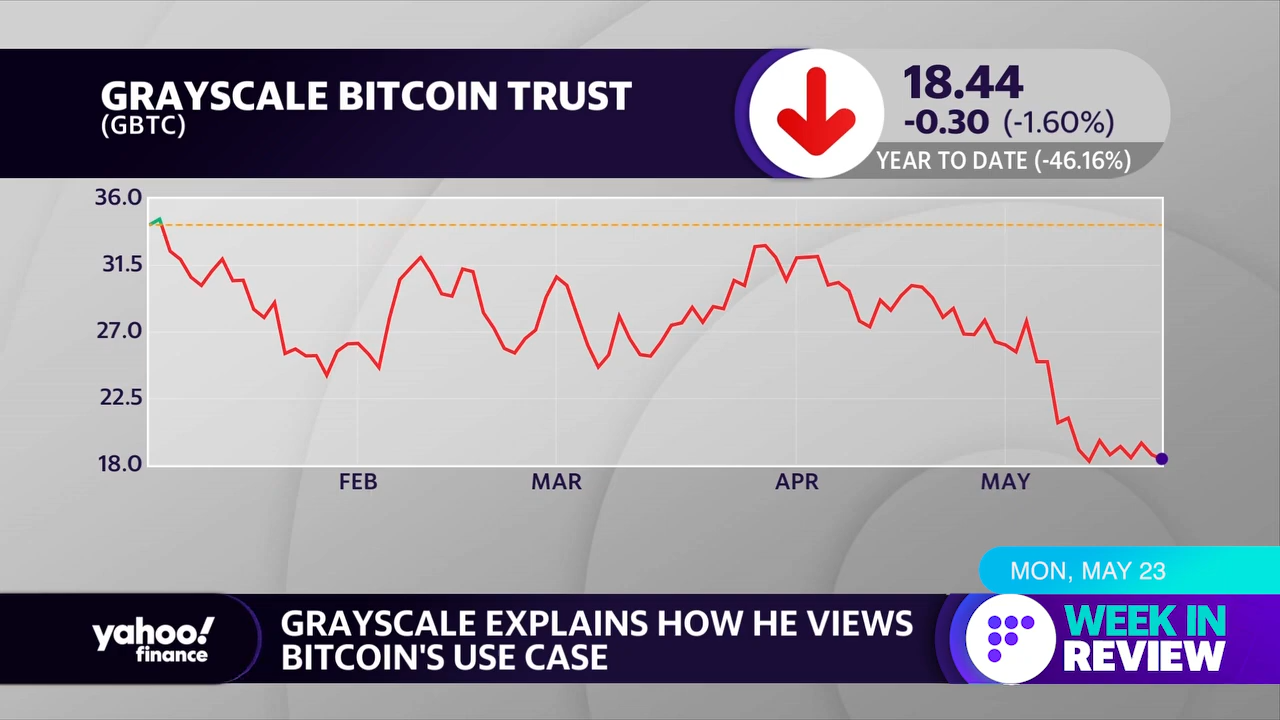 GRAYSCALE BITCOIN TRUST
(GBTC)
18.44
-0.30 (-1.60%)
YEAR TO DATE (-46.16%)
36.0
31.5
27.0
22.5
18.0
FEB
MAR
APR
MAY
MON, MAY 23
yahoo!
finance
GRAYSCALE EXPLAINS HOW HE VIEWS
BITCOIN'S USE CASE
WEEK IN
REVIEW